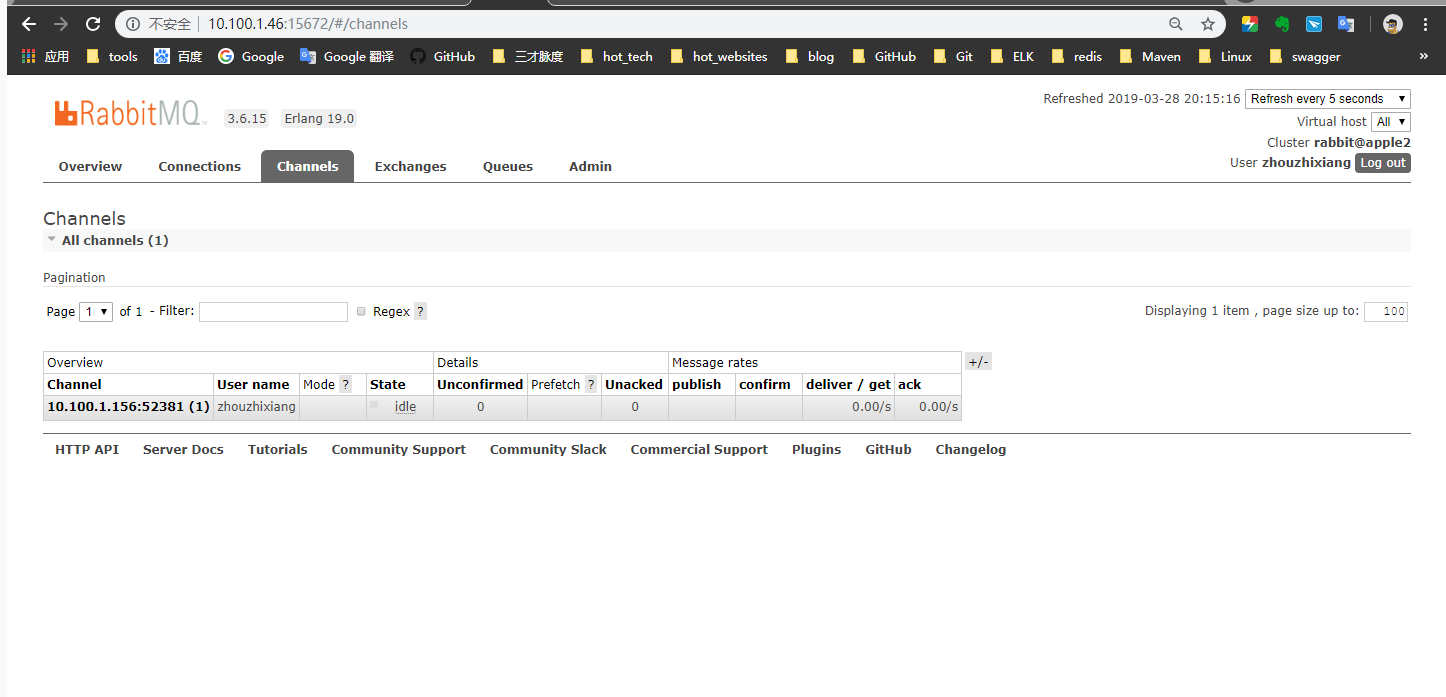 不安全 10.100.1.46:15672/#/channels
应用 tools 百度 Google Google 翻译 GitHub 三才脉度 hot_tech hot_websites blog GitHub Git ELK redis Maven Linux swagger »
RabbitMQ 3.6.15 Erlang 19.0
Refreshed 2019-03-28 20:15:16 Refresh every 5 seconds
Virtual host All
Cluster rabbit@apple2
User zhouzhixiang Log out
Overview Connections Channels Exchanges Queues Admin
Channels
All channels (1)
Pagination
Page 1 of 1 - Filter: Regex ? Displaying 1 item , page size up to: 100
Overview Details Message rates +/-
Channel User name Mode ? State Unconfirmed Prefetch ? Unacked publish confirm deliver / get ack
10.100.1.156:52381 (1) zhouzhixiang idle 0 0 0.00/s 0.00/s
HTTP API Server Docs Tutorials Community Support Community Slack Commercial Support Plugins GitHub Changelog